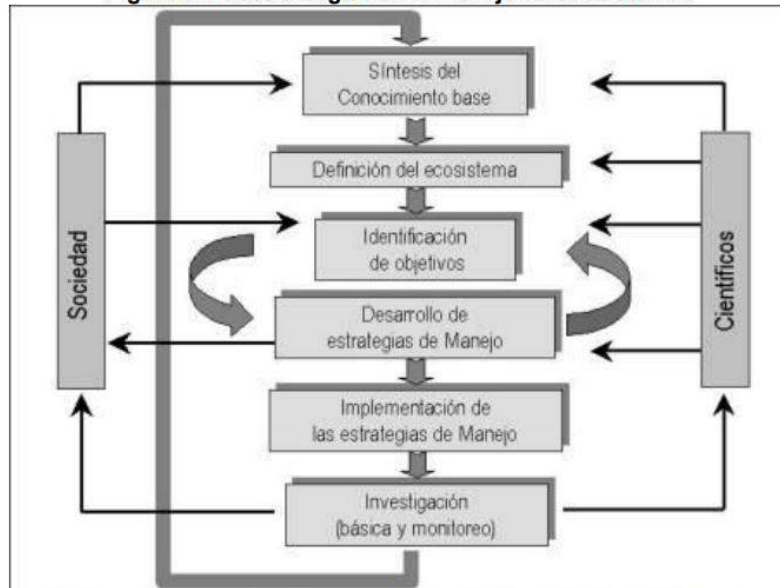 Síntesis del
Conocimiento base
Definición del ecosistema
Identificación
de objetivos
Desarrollo de
estrategias de Manejo
Implementación de
las estrategias de Manejo
Investigación
(básica y monitoreo)
Sociedad
Científicos